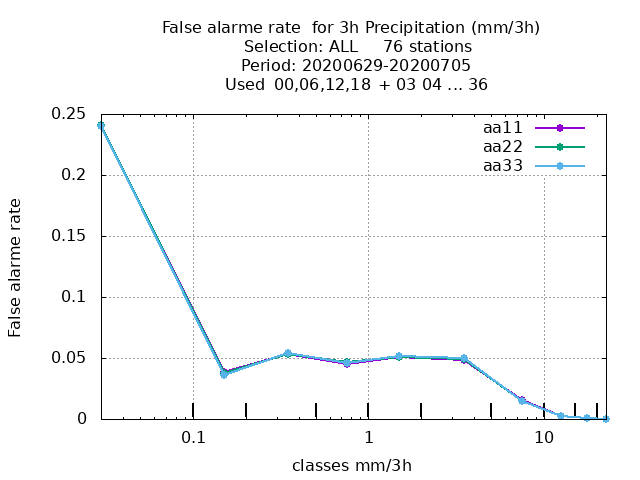 False alarme rate  for 3h Precipitation (mm/3h)
Selection: ALL     76 stations
Period: 20200629-20200705
Used  00,06,12,18 + 03 04 ... 36
aa11
aa22
aa33
0.25
0.2
0.15
0.1
0.05
0
False alarme rate
0.1
1
10
classes mm/3h